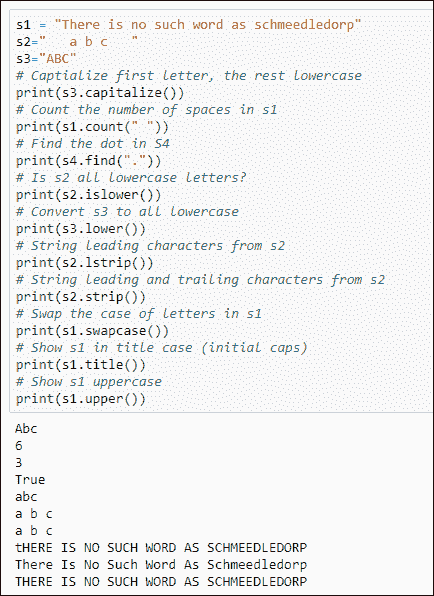 s1 = "There is no such word as schmeedledorp"
s2="   a b c   "
s3="ABC"
# Captialize first letter, the rest lowercase
print(s3.capitalize())
# Count the number of spaces in s1
print(s1.count(" "))
# Find the dot in S4
print(s4.find("."))
# Is s2 all lowercase letters?
print(s2.islower())
# Convert s3 to all lowercase
print(s3.lower())
# String leading characters from s2
print(s2.lstrip())
# String leading and trailing characters from s2
print(s2.strip())
# Swap the case of letters in s1
print(s1.swapcase())
# Show s1 in title case (initial caps)
print(s1.title())
# Show s1 uppercase
print(s1.upper())
Abc
6
3
True
abc
a b c
a b c
tHERE IS NO SUCH WORD AS SCHMEEDLEDORP
There Is No Such Word As Schmeedledorp
THERE IS NO SUCH WORD AS SCHMEEDLEDORP